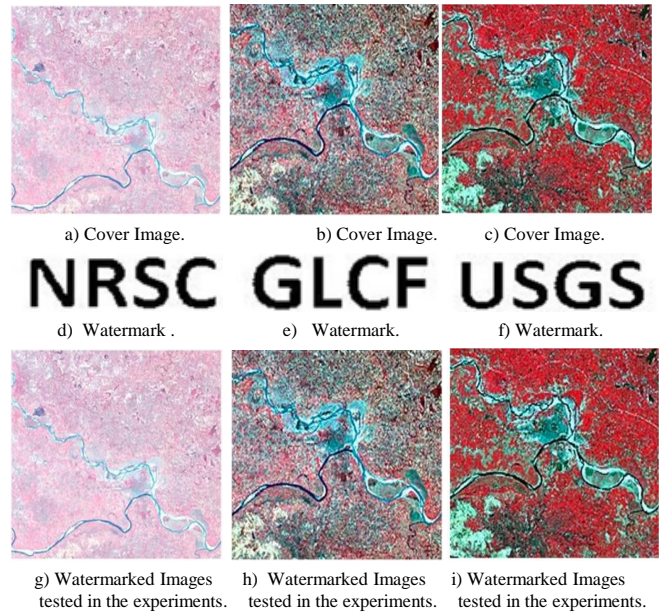 a) Cover Image.
b) Cover Image.
c) Cover Image.
NRSC
GLCF
USGS
d) Watermark .
e) Watermark.
f) Watermark.
g) Watermarked Images
tested in the experiments.
h) Watermarked Images
tested in the experiments.
i) Watermarked Images
tested in the experiments.